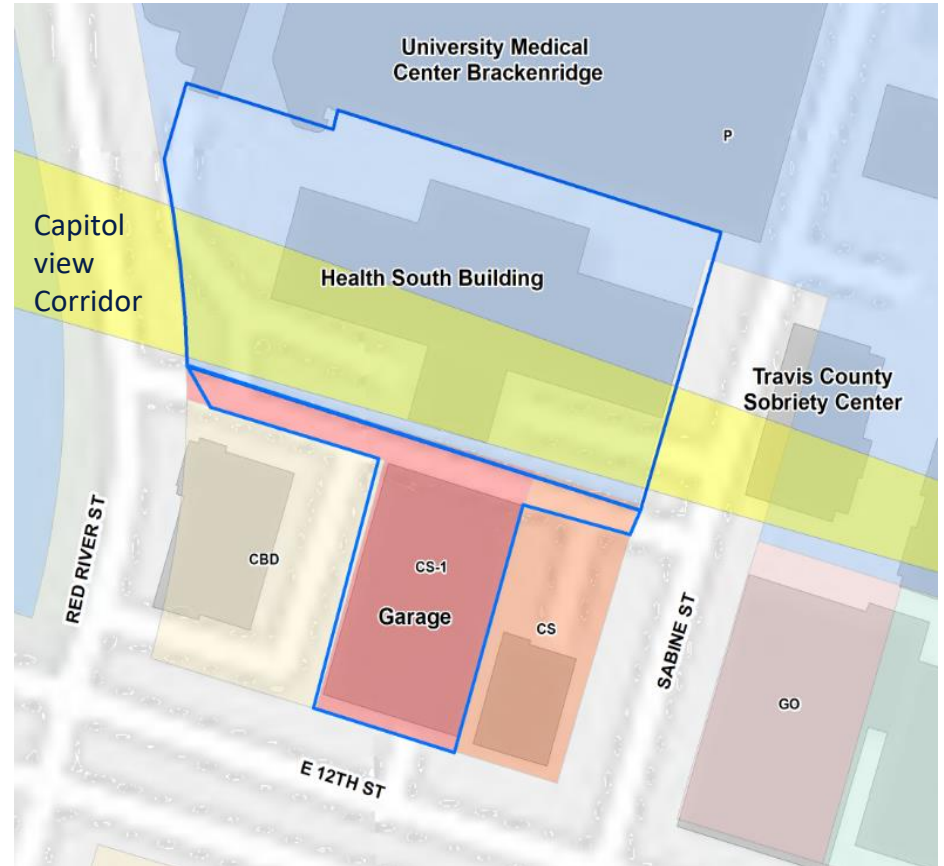 University Medical
Center Brackenridge
P
Capitol
view
Corridor
Health South Building
Travis County
Sobriety Center
RED RIVER ST
CBD
CS-1
Garage
CS
SABINE ST
GO
E 12TH ST